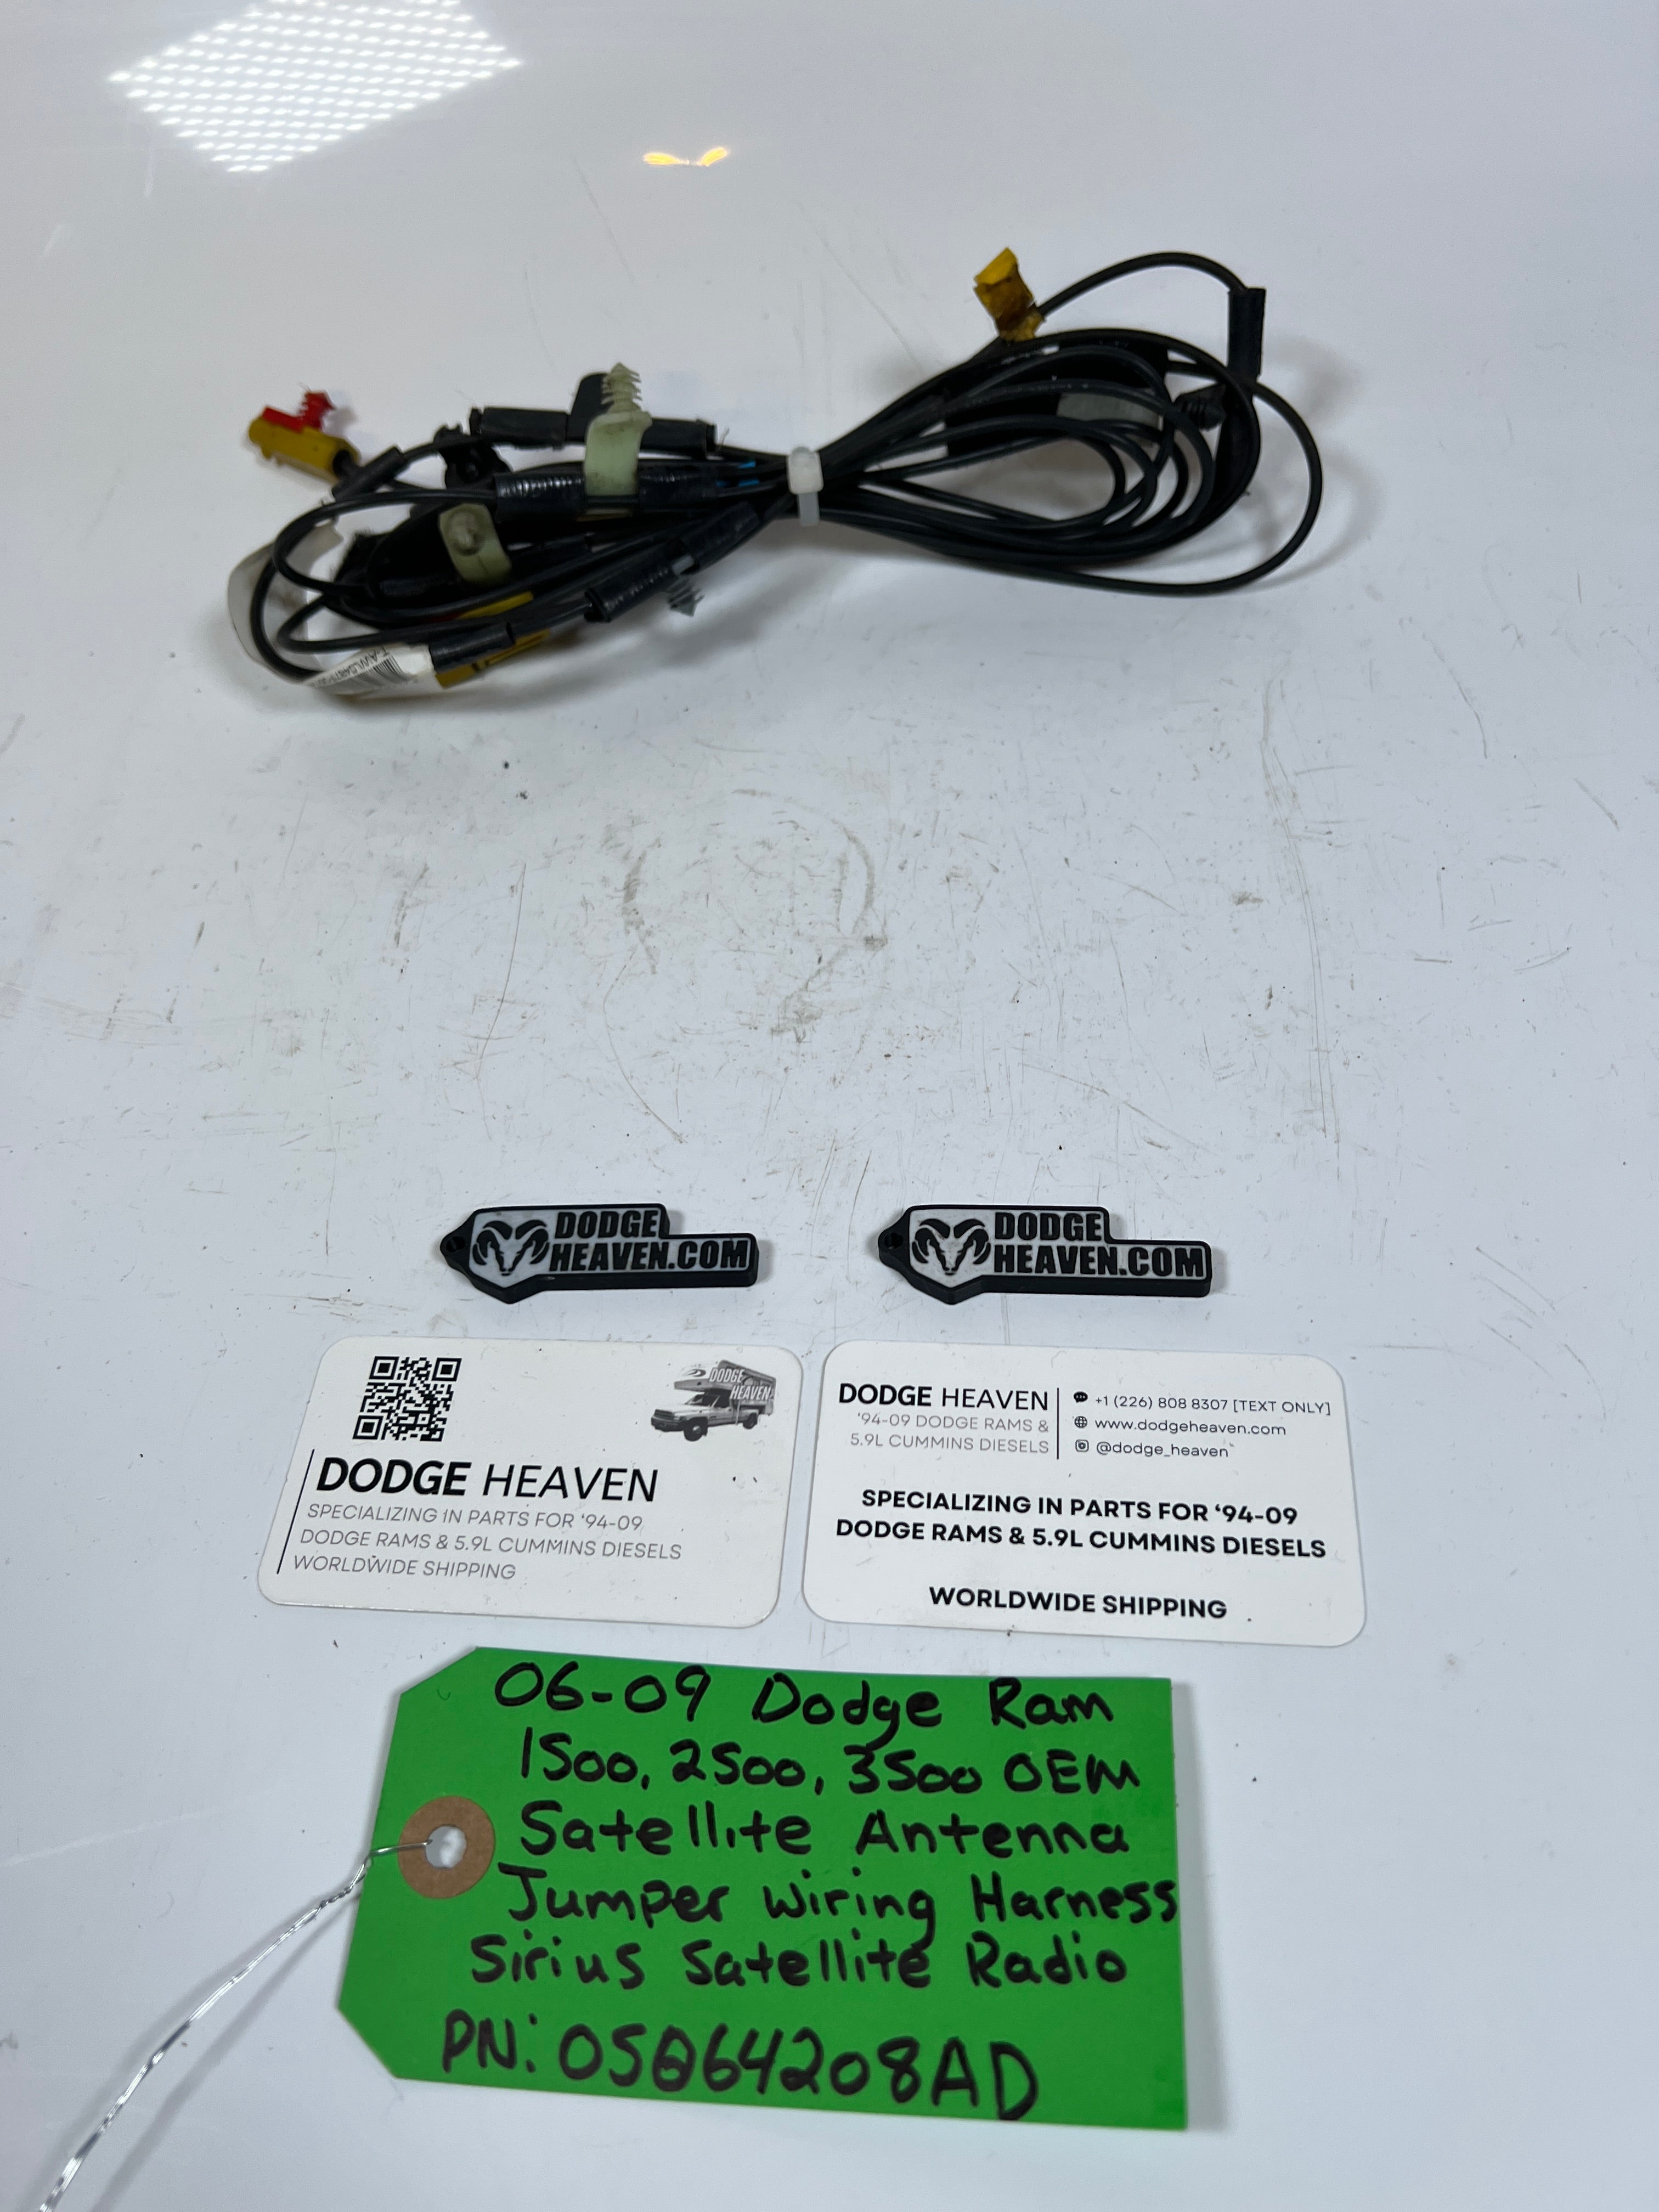 DODGE
HEAVEN.COM
DODGE
HEAVEN.COM
DODGE
HEAVEN
DODGE HEAVEN
SPECIALIZING IN PARTS FOR ‘94-09
DODGE RAMS & 5.9L CUMMINS DIESELS
WORLDWIDE SHIPPING
DODGE HEAVEN
'94-09 DODGE RAMS &
5.9L CUMMINS DIESELS
+1 (226) 808 8307 [TEXT ONLY]
www.dodgeheaven.com
@dodge_heaven
SPECIALIZING IN PARTS FOR ‘94-09
DODGE RAMS & 5.9L CUMMINS DIESELS
WORLDWIDE SHIPPING
06-09 Dodge Ram
1500, 2500, 3500 OEM
Satellite Antenna
Jumper Wiring Harness
Sirius Satellite Radio
PN: 05064208AD